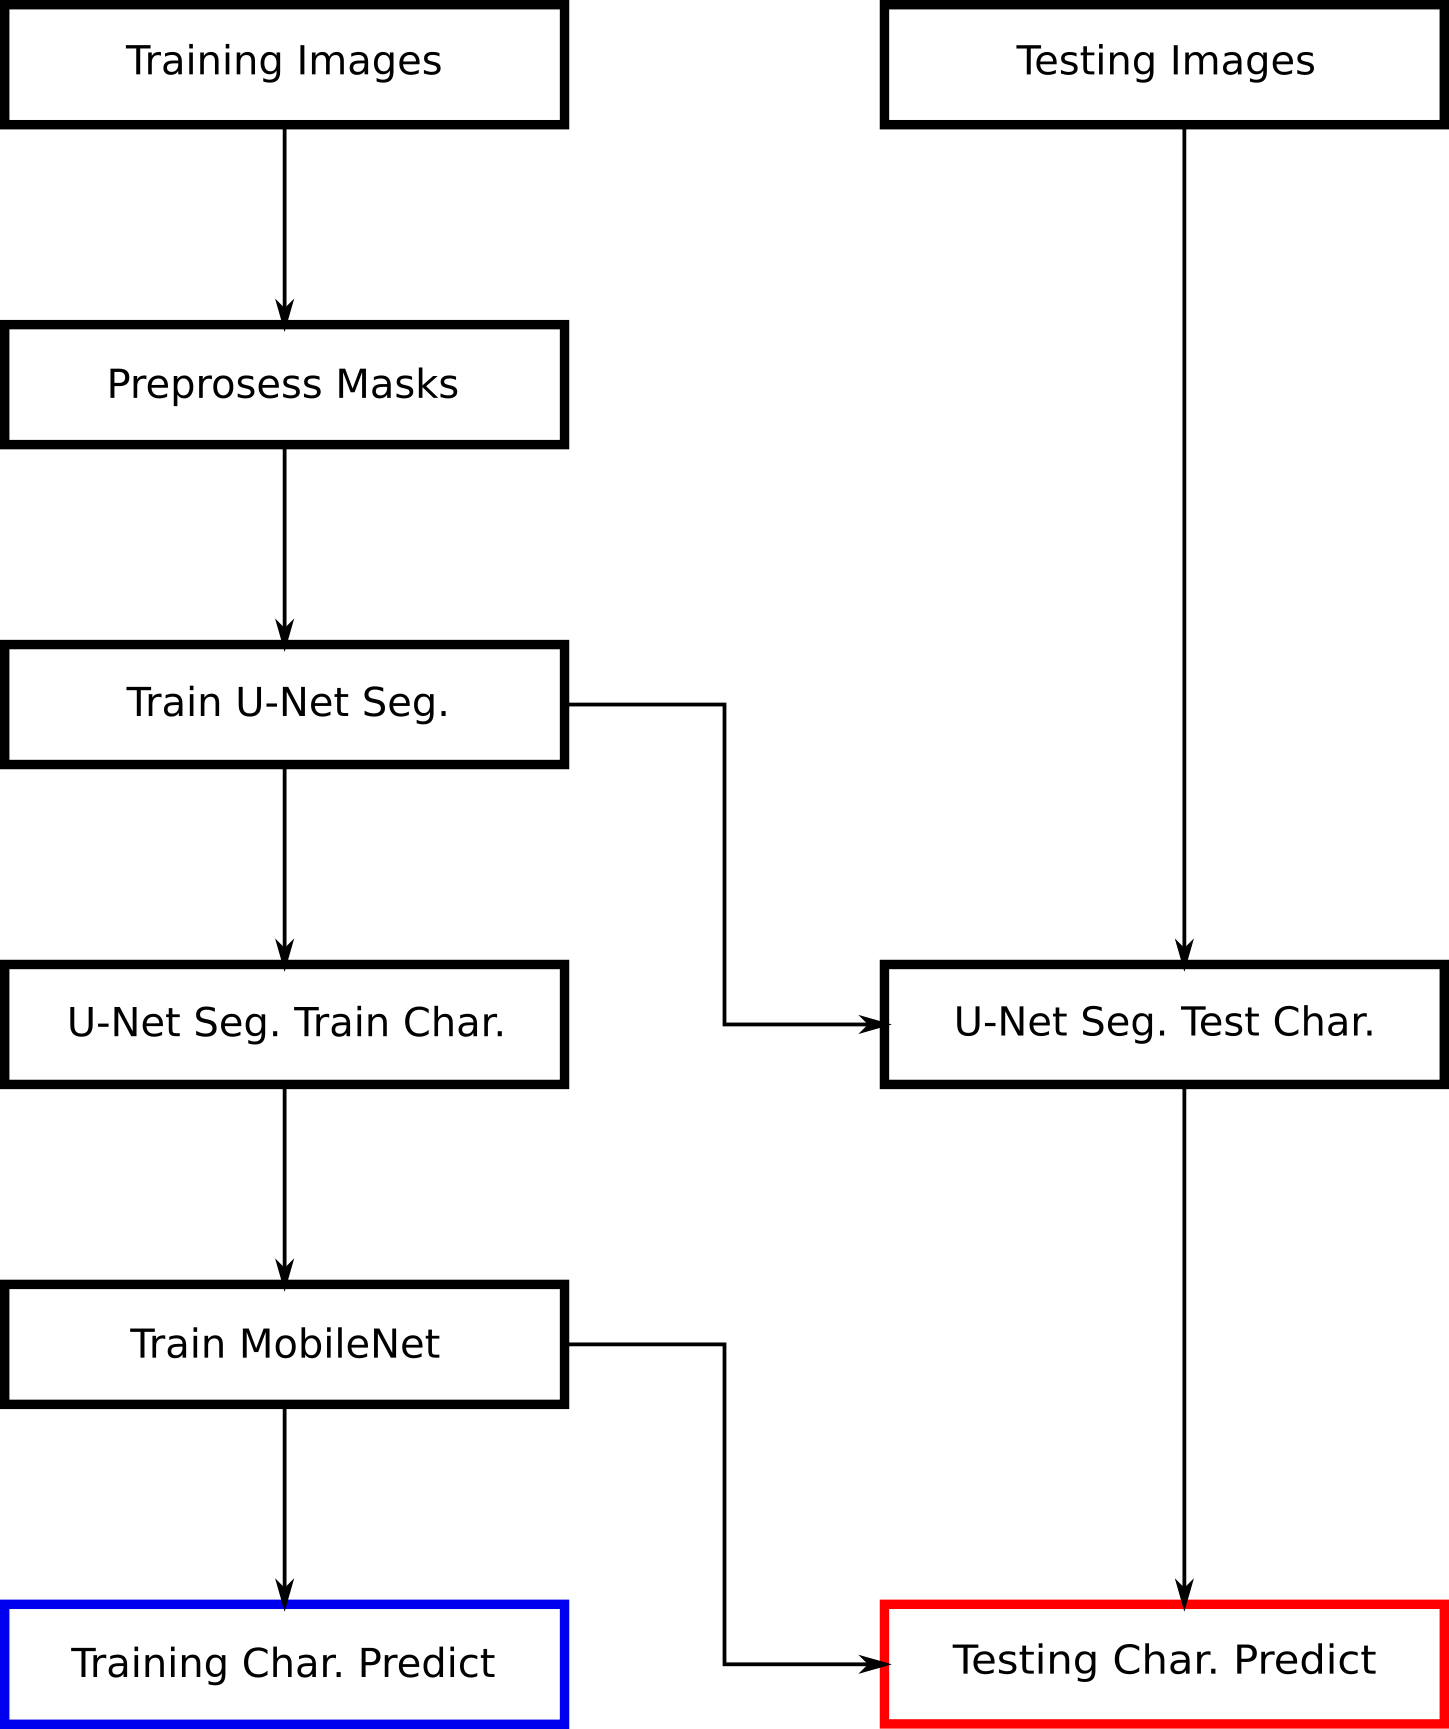 Training Images
Testing Images
Preprosess Masks
Train U-Net Seg.
U-Net Seg. Train Char.
U-Net Seg. Test Char.
Train MobileNet
Training Char. Predict
Testing Char. Predict